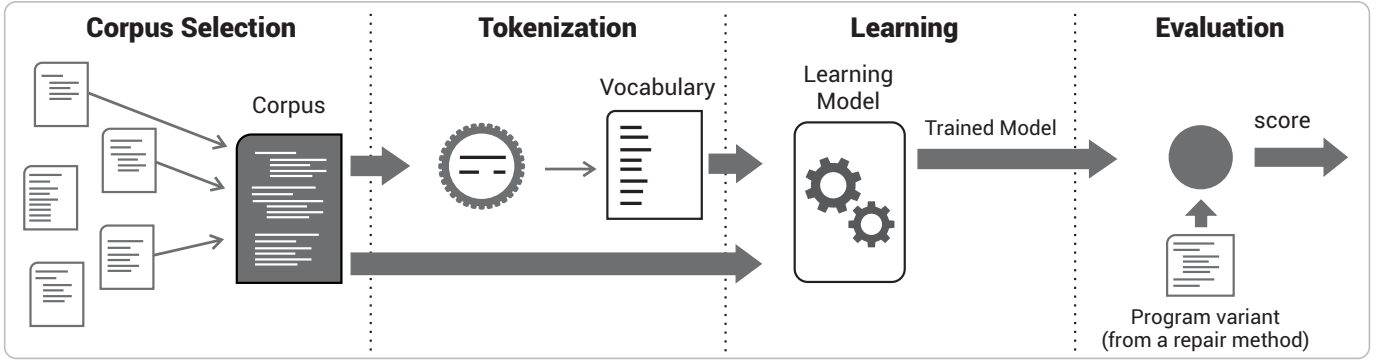 Corpus Selection
Tokenization
Learning
Evaluation
Corpus
Vocabulary
Learning
Model
Trained Model
score
Program variant
(from a repair method)